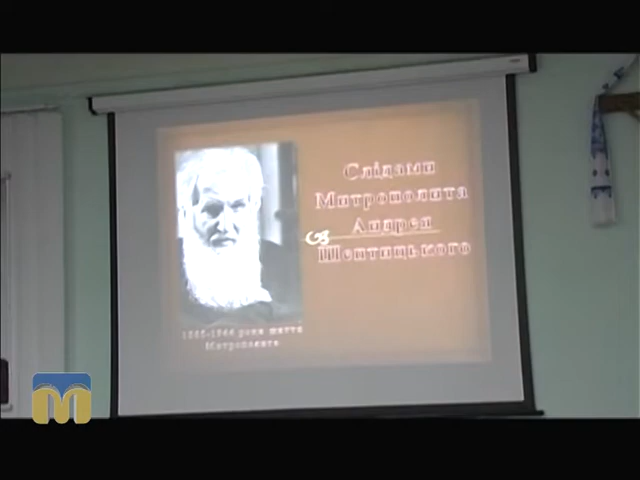 Слідами
Митрополита
Андрея
Шептицького
1865-1944 роки життя
Митрополита
M